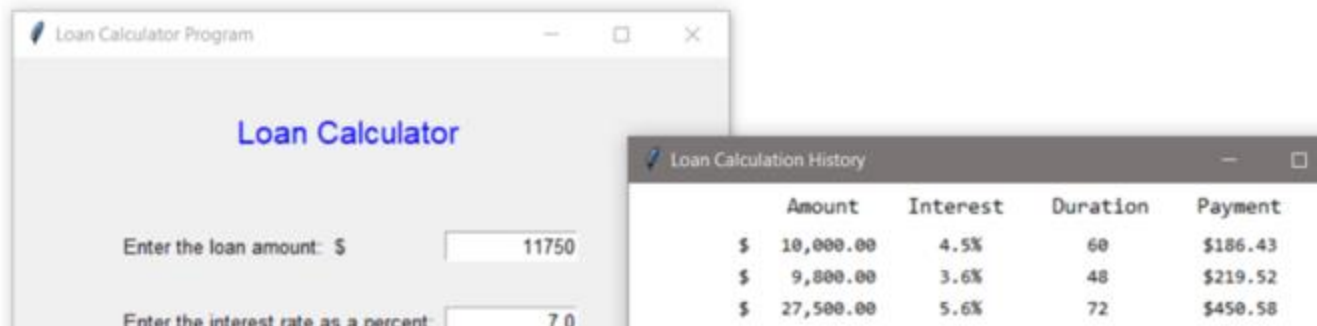 Loan Calculator Program
Loan Calculator
Enter the loan amount: $ 11750
Enter the interest rate as a percent: 7.0
Loan Calculation History
Amount Interest Duration Payment
$ 10,000.00 4.5% 60 $186.43
$ 9,800.00 3.6% 48 $219.52
$ 27,500.00 5.6% 72 $450.58